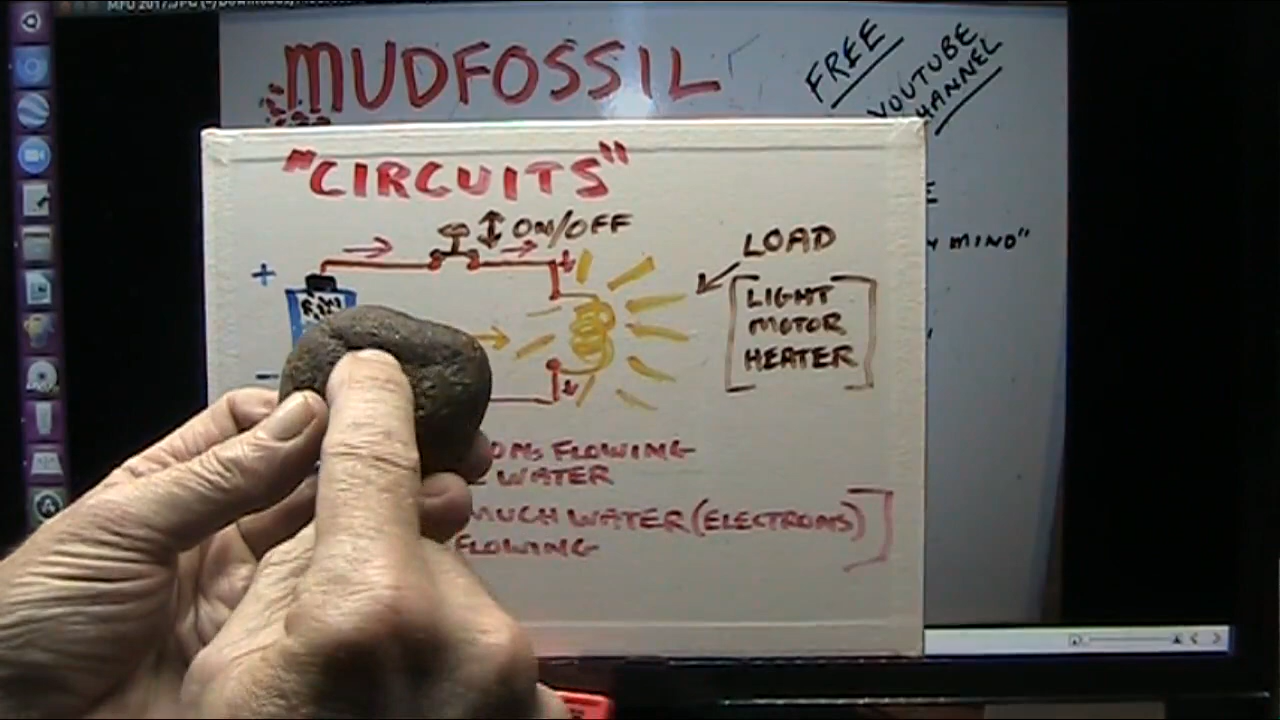 MUDFOSSIL
FREE
YOUTUBE
CHANNEL
"CIRCUITS"
ON/OFF
+
LOAD
LIGHT
MOTOR
HEATER
-
MIND"
FLOWING
WATER
MUCH WATER (ELECTRONS)
FLOWING